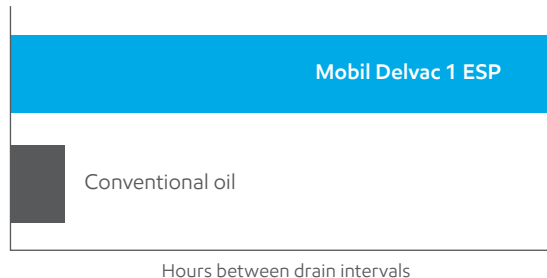 Mobil Delvac 1 ESP
Conventional oil
Hours between drain intervals